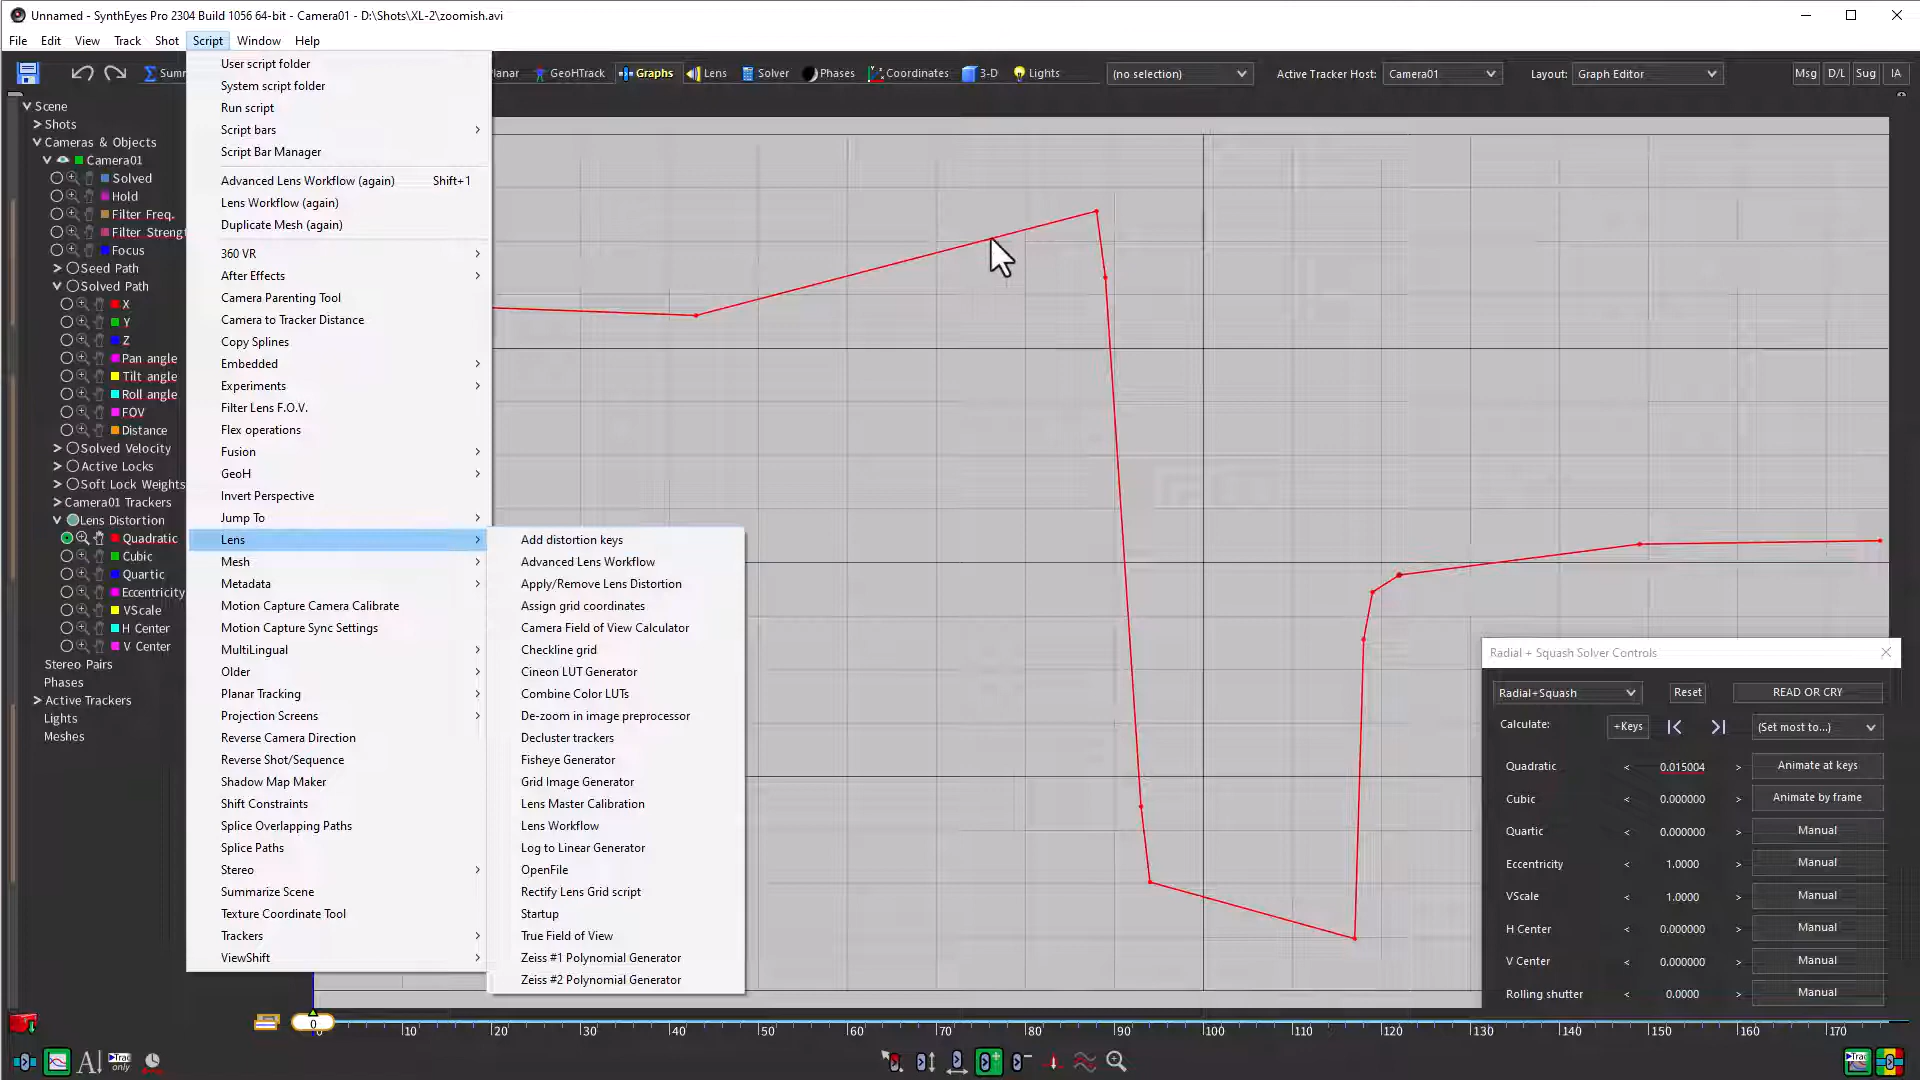 Unnamed - SynthEyes Pro 2304 Build 1056 64-bit - Camera01 - D:\Shots\XL-2\zoomish.avi
File Edit View Track Shot Script Window Help
Summ
lanar GeoHTrack Graphs Lens Solver Phases Coordinates 3-D Lights (no selection) Active Tracker Host: Camera01 Layout: Graph Editor Msg D/L Sug IA
Scene
Shots
Cameras & Objects
Camera01
Solved
Hold
Filter Freq.
Filter Strengt
Focus
Seed Path
Solved Path
X
Y
Z
Pan angle
Tilt angle
Roll angle
FOV
Distance
Solved Velocity
Active Locks
Soft Lock Weights
Camera01 Trackers
Lens Distortion
Quadratic
Cubic
Quartic
Eccentricity
VScale
H Center
V Center
Stereo Pairs
Phases
Active Trackers
Lights
Meshes
User script folder
System script folder
Run script
Script bars
Script Bar Manager
Advanced Lens Workflow (again) Shift+1
Lens Workflow (again)
Duplicate Mesh (again)
360 VR
After Effects
Camera Parenting Tool
Camera to Tracker Distance
Copy Splines
Embedded
Experiments
Filter Lens F.O.V.
Flex operations
Fusion
GeoH
Invert Perspective
Jump To
Lens
Mesh
Metadata
Motion Capture Camera Calibrate
Motion Capture Sync Settings
MultiLingual
Older
Planar Tracking
Projection Screens
Reverse Camera Direction
Reverse Shot/Sequence
Shadow Map Maker
Shift Constraints
Splice Overlapping Paths
Splice Paths
Stereo
Summarize Scene
Texture Coordinate Tool
Trackers
ViewShift
Add distortion keys
Advanced Lens Workflow
Apply/Remove Lens Distortion
Assign grid coordinates
Camera Field of View Calculator
Checkline grid
Cineon LUT Generator
Combine Color LUTs
De-zoom in image preprocessor
Decluster trackers
Fisheye Generator
Grid Image Generator
Lens Master Calibration
Lens Workflow
Log to Linear Generator
OpenFile
Rectify Lens Grid script
Startup
True Field of View
Zeiss #1 Polynomial Generator
Zeiss #2 Polynomial Generator
Radial + Squash Solver Controls
Radial+Squash Reset READ OR CRY
Calculate: +Keys (Set most to...)
Quadratic < 0.015004 > Animate at keys
Cubic < 0.000000 > Animate by frame
Quartic < 0.000000 > Manual
Eccentricity < 1.0000 > Manual
VScale < 1.0000 > Manual
H Center < 0.000000 > Manual
V Center < 0.000000 > Manual
Rolling shutter < 0.0000 > Manual
0 10 20 30 40 50 60 70 80 90 100 110 120 130 140 150 160 170
A Trac only
Trac